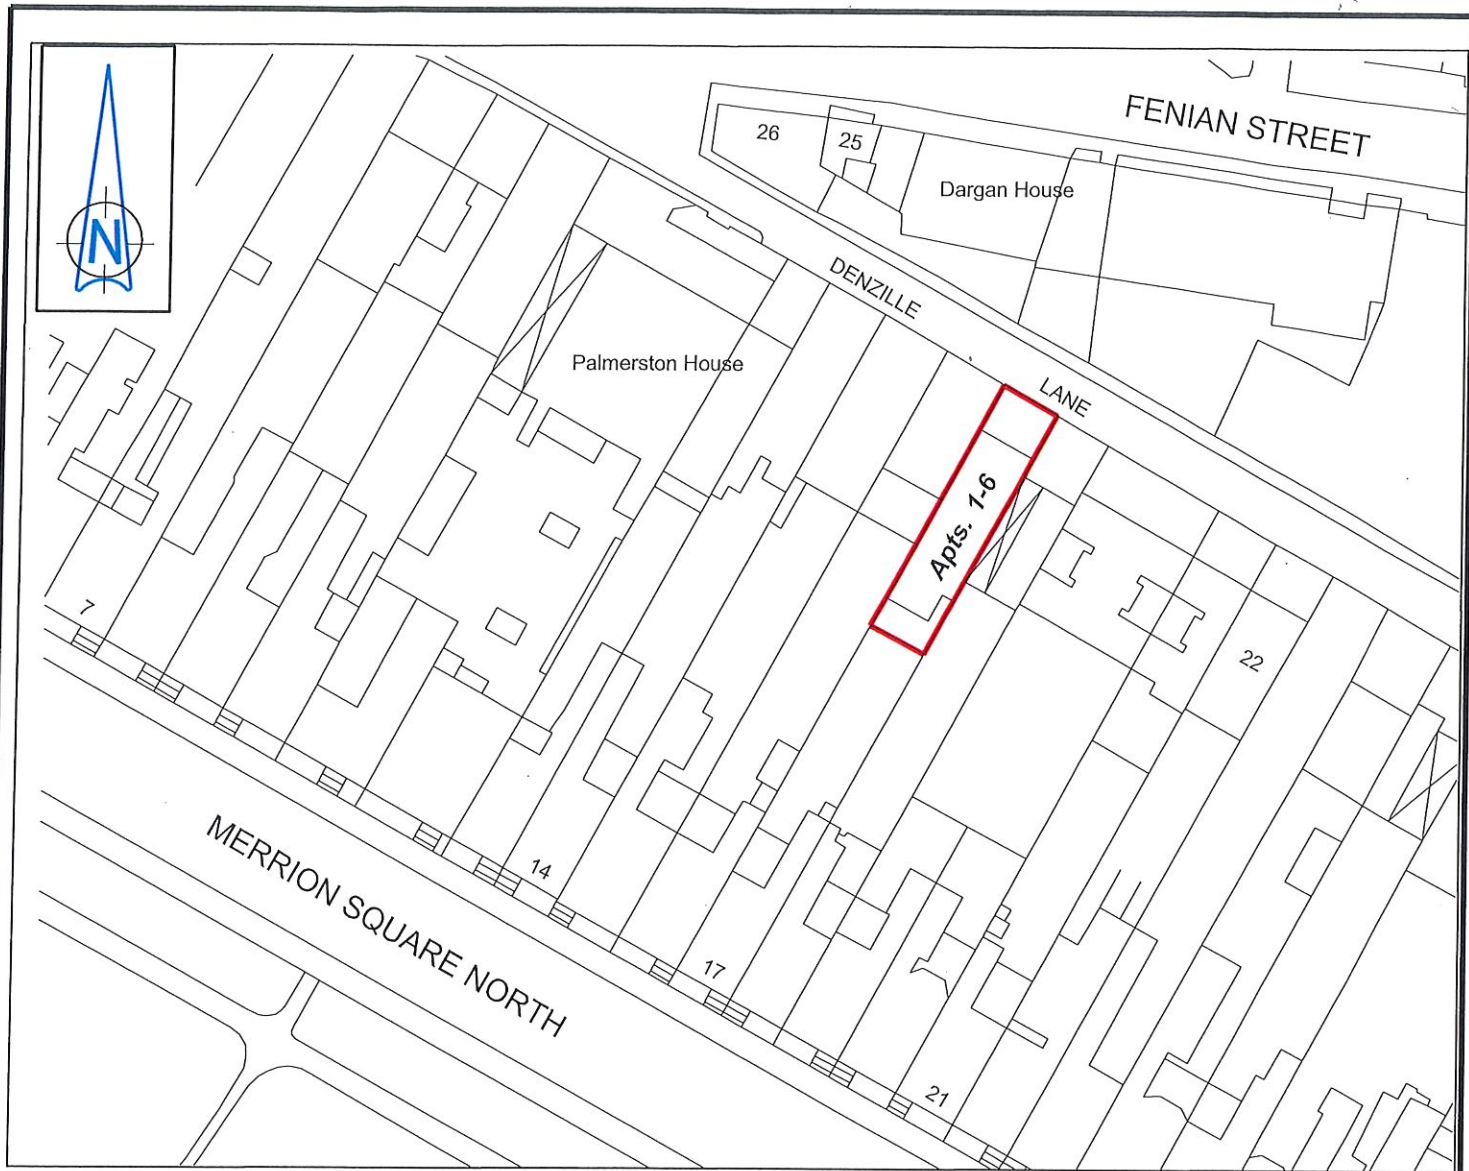 FENIAN STREET
26
25
Dargan House
N
DENZILLE
Palmerston House
LANE
Apts. 1-6
7
22
MERRION SQUARE NORTH
14
17
21